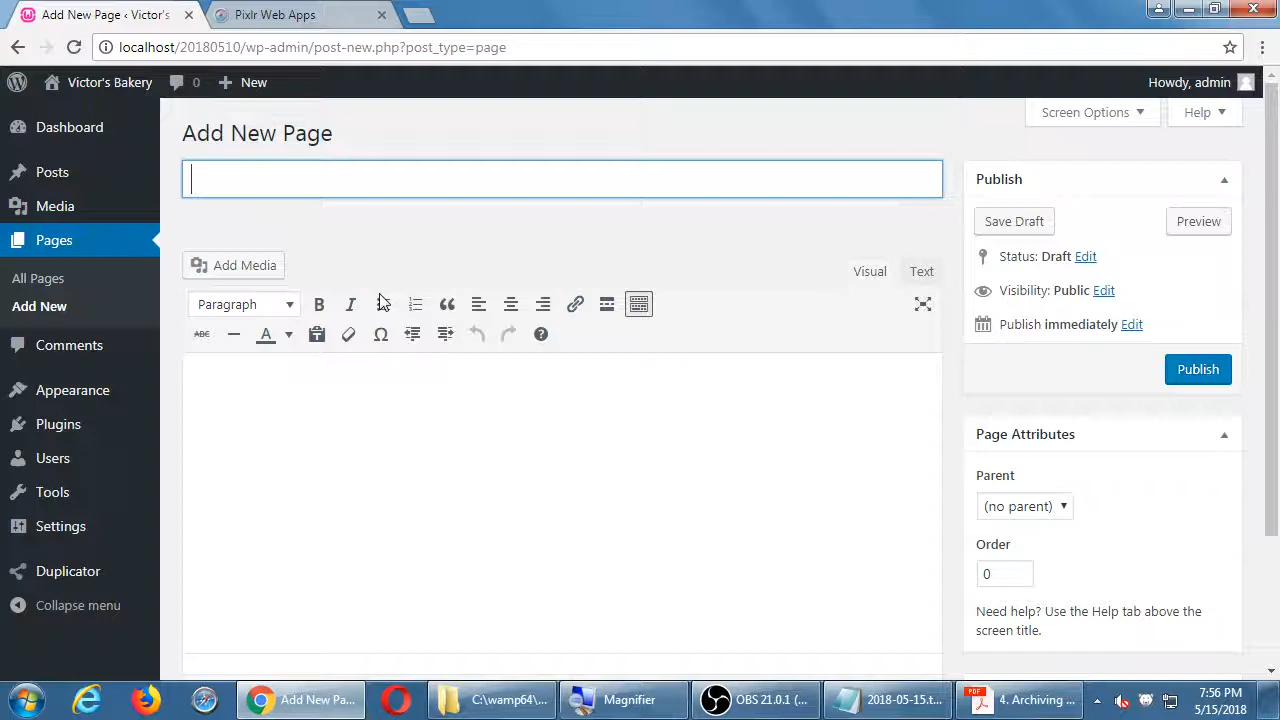 Add New Page ‹ Victor's
Pixlr Web Apps
localhost/20180510/wp-admin/post-new.php?post_type=page
Victor's Bakery
0
New
Howdy, admin
Dashboard
Posts
Media
Pages
All Pages
Add New
Comments
Appearance
Plugins
Users
Tools
Settings
Duplicator
Collapse menu
Screen Options
Help
Add New Page
Add Media
Visual
Text
Paragraph
B
I
ABC
A
Ω
Publish
Save Draft
Preview
Status: Draft Edit
Visibility: Public Edit
Publish immediately Edit
Publish
Page Attributes
Parent
(no parent)
Order
0
Need help? Use the Help tab above the
screen title.
Add New Pa...
C:\wamp64\...
Magnifier
OBS 21.0.1 (...
2018-05-15.t...
PDF
4. Archiving ...
7:56 PM
5/15/2018